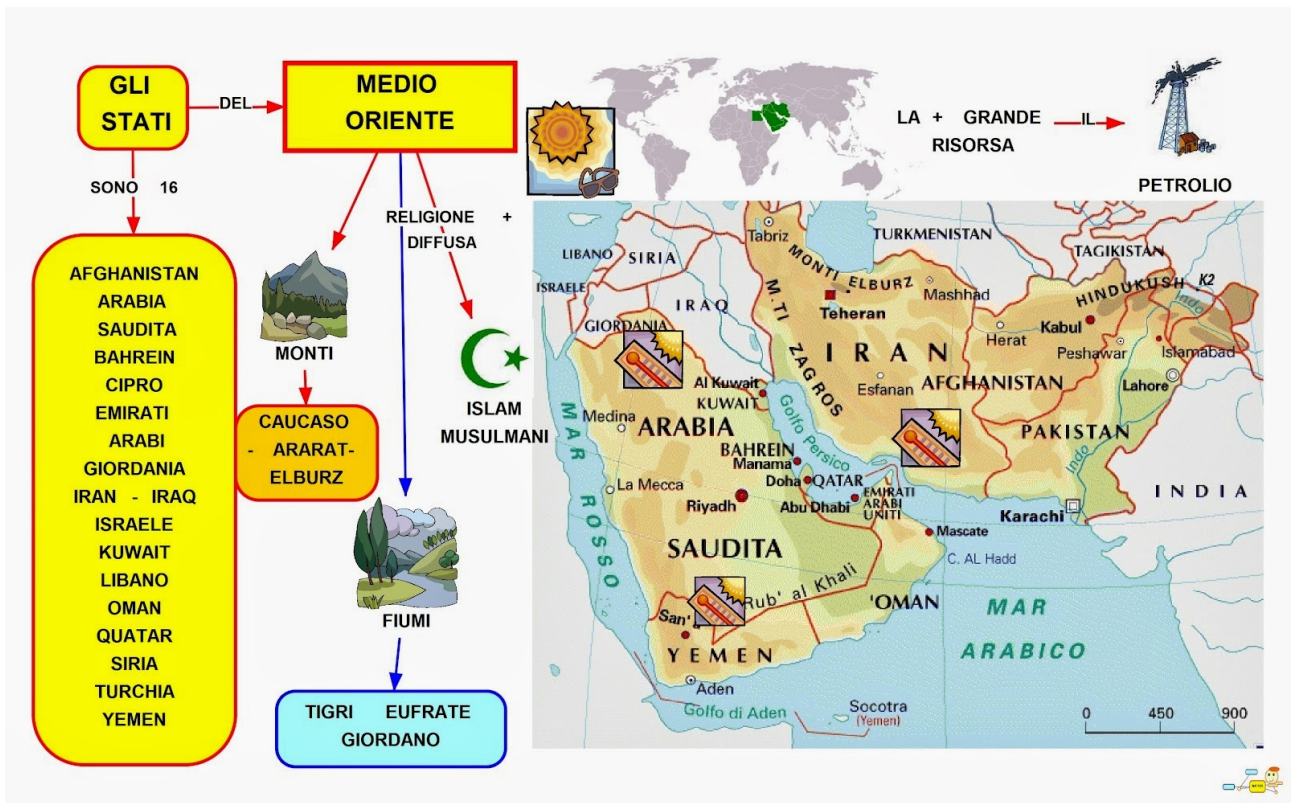 GLI
STATI
DEL
MEDIO
ORIENTE
LA + GRANDE
RISORSA
IL
PETROLIO
SONO 16
AFGHANISTAN
ARABIA
SAUDITA
BAHREIN
CIPRO
EMIRATI
ARABI
GIORDANIA
IRAN - IRAQ
ISRAELE
KUWAIT
LIBANO
OMAN
QUATAR
SIRIA
TURCHIA
YEMEN
MONTI
CAUCASO
- ARARAT-
ELBURZ
RELIGIONE +
DIFFUSA
ISLAM
MUSULMANI
FIUMI
TIGRI EUFRATE
GIORDANO
Tabriz
TURKMENISTAN
TAGIKISTAN
LIBANO
SIRIA
MONTI ELBURZ
Mashhad
HINDUKUSH
K2
ISRAELE
IRAQ
M.TI ZAGROS
Teheran
Indo
GIORDANIA
Herat
Kabul
Peshawar
Islamabad
IRAN
Esfanan
AFGHANISTAN
Lahore
Al Kuwait
KUWAIT
Golfo Persico
Medina
ARABIA
PAKISTAN
BAHREIN
Manama
Indo
MAR ROSSO
La Mecca
Doha
QATAR
Riyadh
Abu Dhabi
EMIRATI
ARABI
UNITI
INDIA
Karachi
Mascate
SAUDITA
C. AL Hadd
Rub' al Khali
'OMAN
MAR
ARABICO
San'
YEMEN
Aden
Golfo di Aden
Socotra
(Yemen)
0 450 900